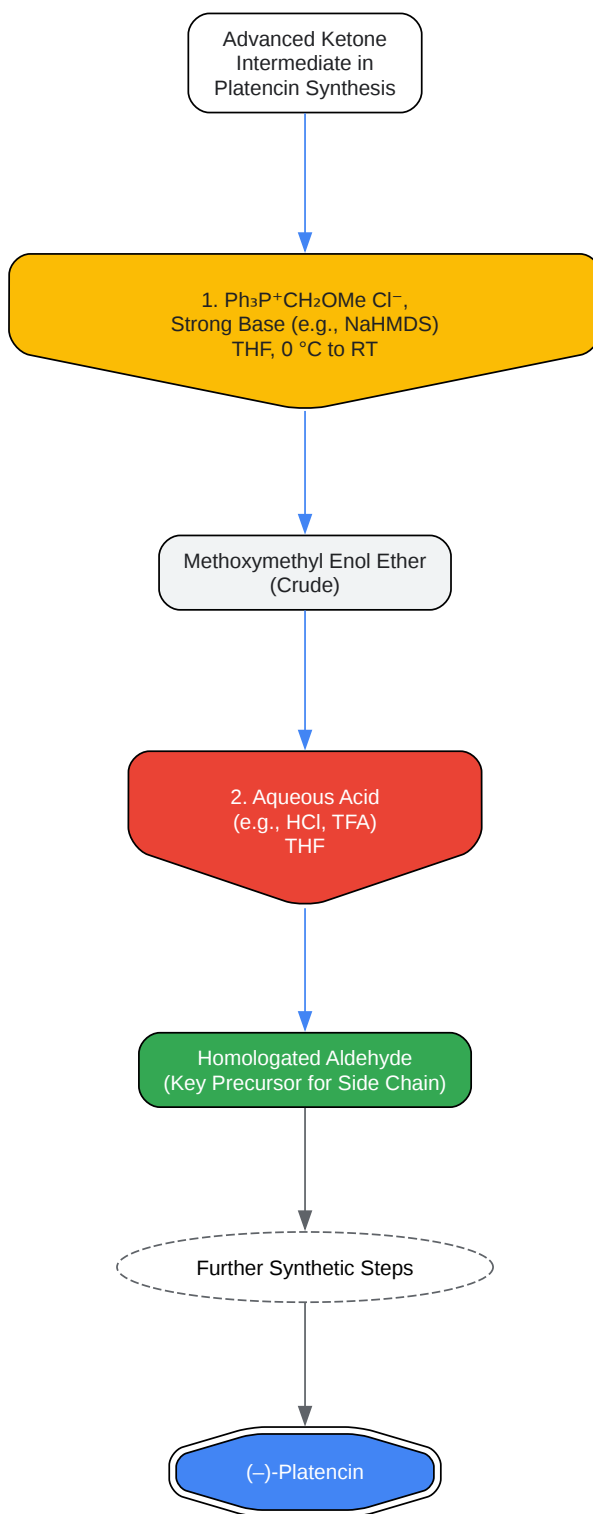 Advanced Ketone
Intermediate in
Platencin Synthesis
1. Ph₃P⁺CH₂OMe Cl⁻,
Strong Base (e.g., NaHMDS)
THF, 0 °C to RT
Methoxymethyl Enol Ether
(Crude)
2. Aqueous Acid
(e.g., HCl, TFA)
THF
Homologated Aldehyde
(Key Precursor for Side Chain)
Further Synthetic Steps
(–)-Platencin